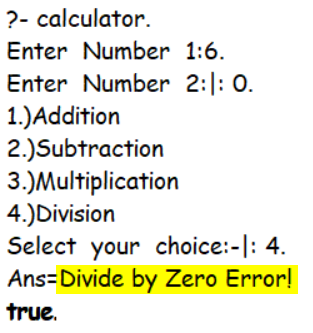 ?- calculator.
Enter Number 1:6.
Enter Number 2:|: 0.
1.)Addition
2.)Subtraction
3.)Multiplication
4.)Division
Select your choice:-|: 4.
Ans=Divide by Zero Error!
true.